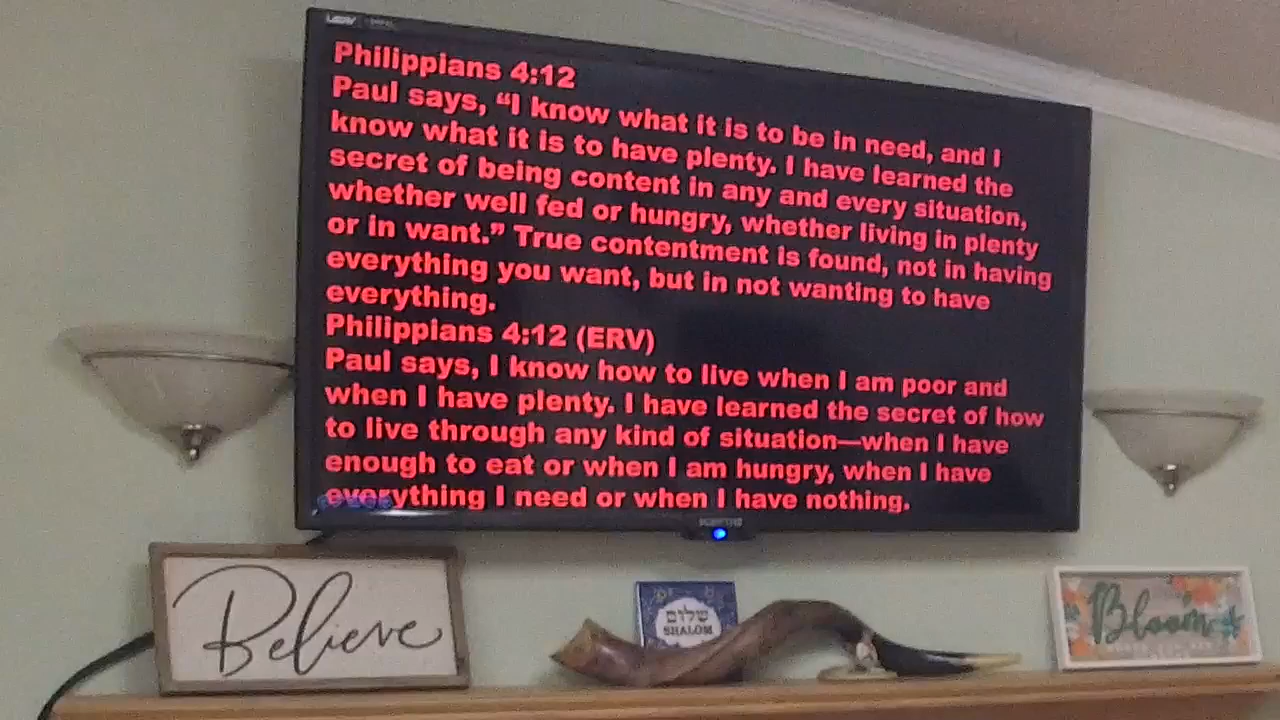 Philippians 4:12
Paul says, “I know what it is to be in need, and I
know what it is to have plenty. I have learned the
secret of being content in any and every situation,
whether well fed or hungry, whether living in plenty
or in want.” True contentment is found, not in having
everything you want, but in not wanting to have
everything.
Philippians 4:12 (ERV)
Paul says, I know how to live when I am poor and
when I have plenty. I have learned the secret of how
to live through any kind of situation—when I have
enough to eat or when I am hungry, when I have
everything I need or when I have nothing.
SCEPTRE
Believe
שלום
SHALOM
Bloom